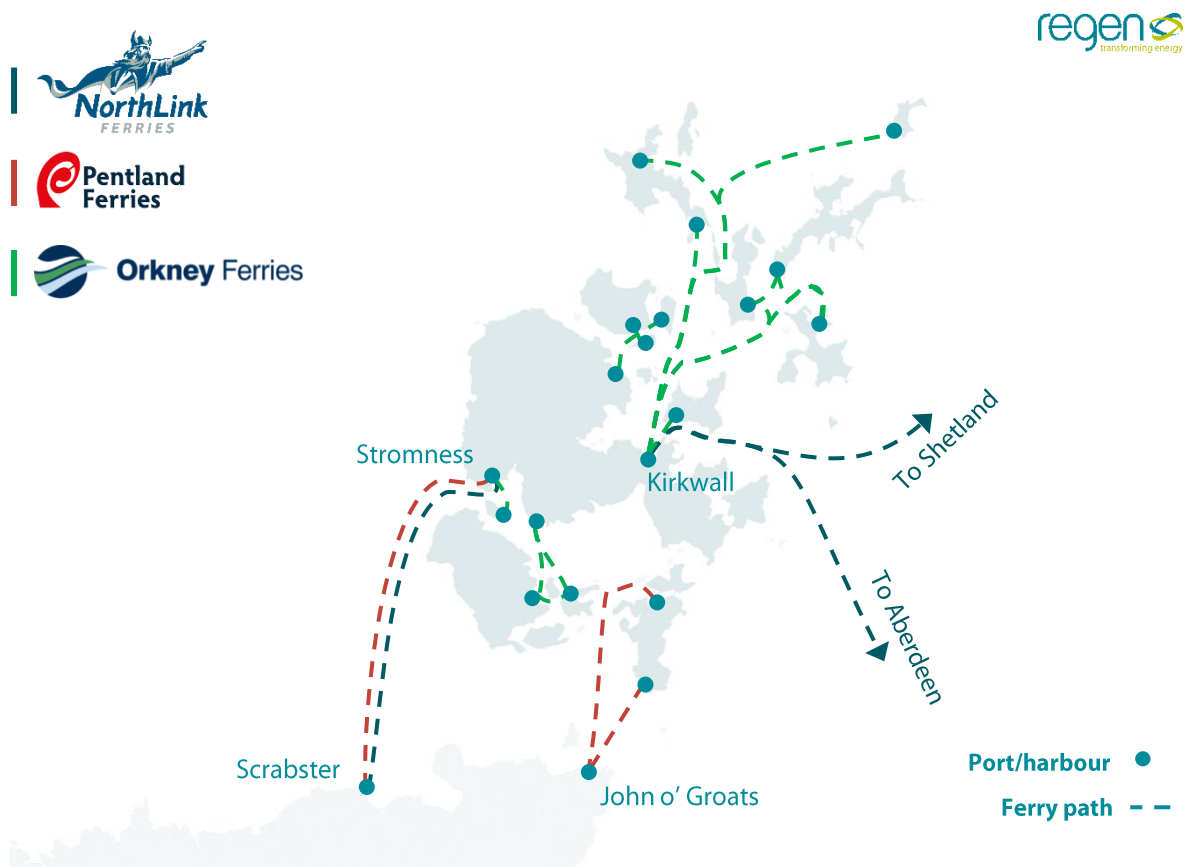 regen
transforming energy
NorthLink
FERRIES
Pentland
Ferries
Orkney Ferries
To Shetland
Stromness
Kirkwall
To Aberdeen
Scrabster
John o' Groats
Port/harbour
Ferry path